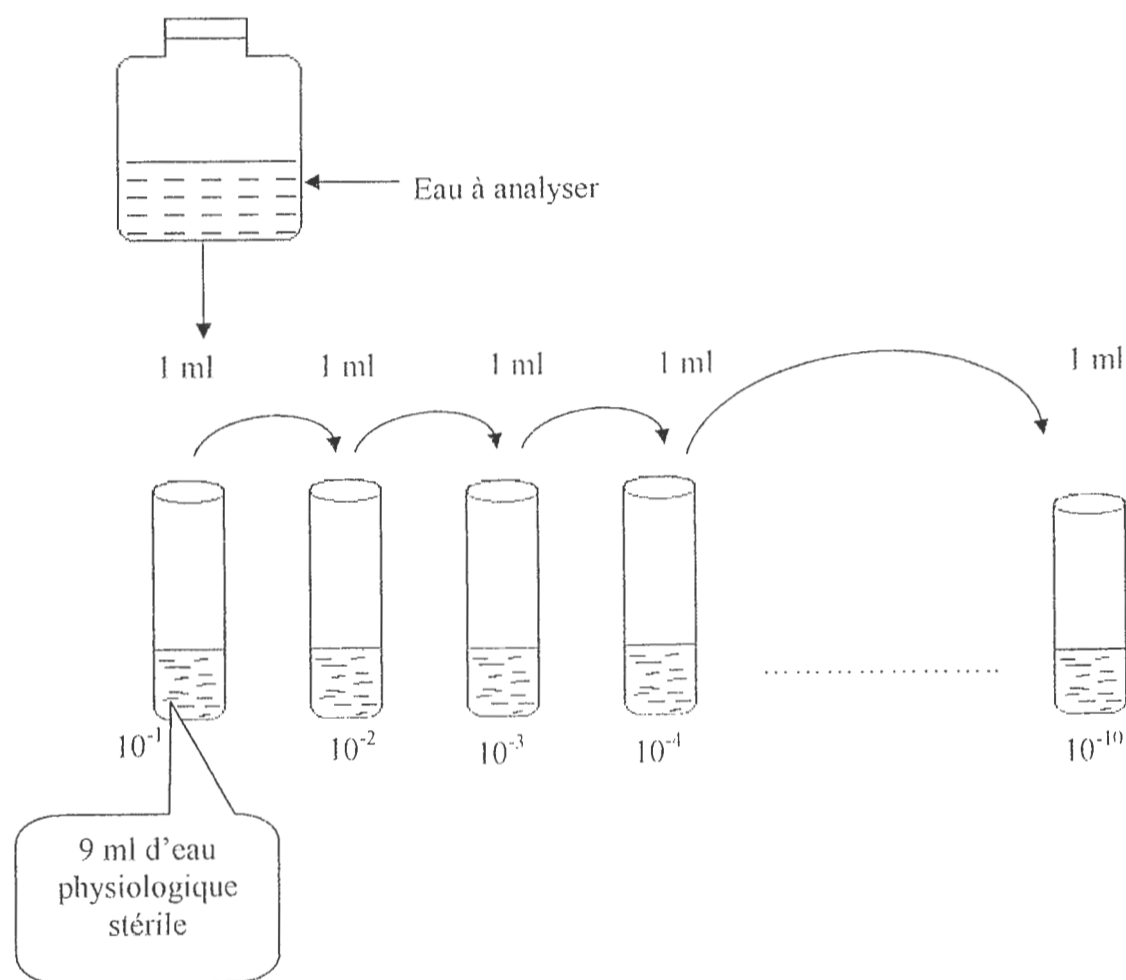 Eau à analyser
1 ml 1 ml 1 ml 1 ml 1 ml
10⁻¹ 10⁻² 10⁻³ 10⁻⁴ 10⁻¹⁰
9 ml d'eau
physiologique
stérile